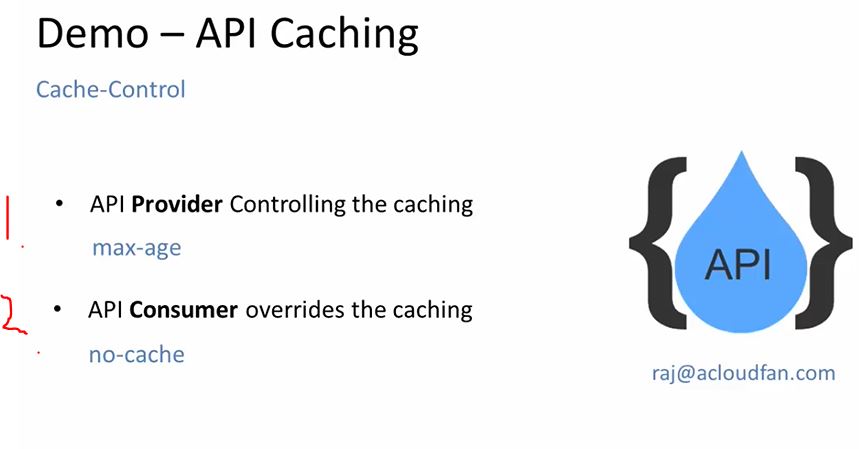 Demo – API Caching
Cache-Control
1.
• API Provider Controlling the caching
max-age
2.
• API Consumer overrides the caching
no-cache
{ API }
raj@acloudfan.com